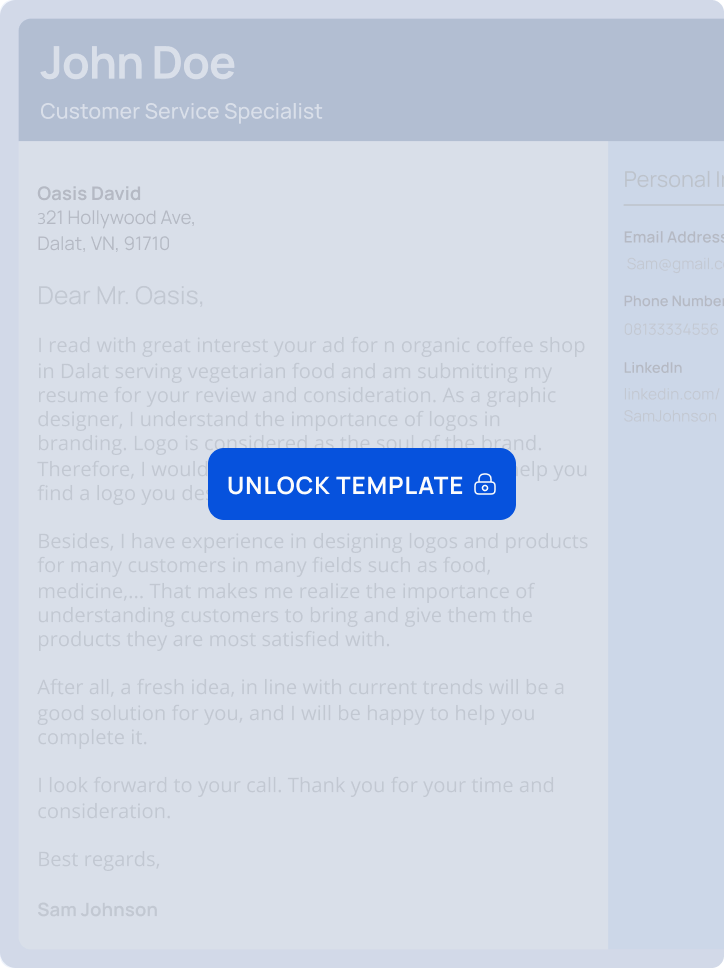 John Doe
Customer Service Specialist
Oasis David
321 Hollywood Ave,
Dalat, VN, 91710
Dear Mr. Oasis,
I read with great interest your ad for n organic coffee shop
in Dalat serving vegetarian food and am submitting my
resume for your review and consideration. As a graphic
designer, I understand the importance of logos in
branding. Logo is considered as the soul of the brand.
Therefore, I would elp you
find a logo you des
UNLOCK TEMPLATE
Besides, I have experience in designing logos and products
for many customers in many fields such as food,
medicine,... That makes me realize the importance of
understanding customers to bring and give them the
products they are most satisfied with.
After all, a fresh idea, in line with current trends will be a
good solution for you, and I will be happy to help you
complete it.
I look forward to your call. Thank you for your time and
consideration.
Best regards,
Sam Johnson
Personal I
Email Address
Sam@gmail.c
Phone Number
08133334556
LinkedIn
linkedin.com/
SamJohnson